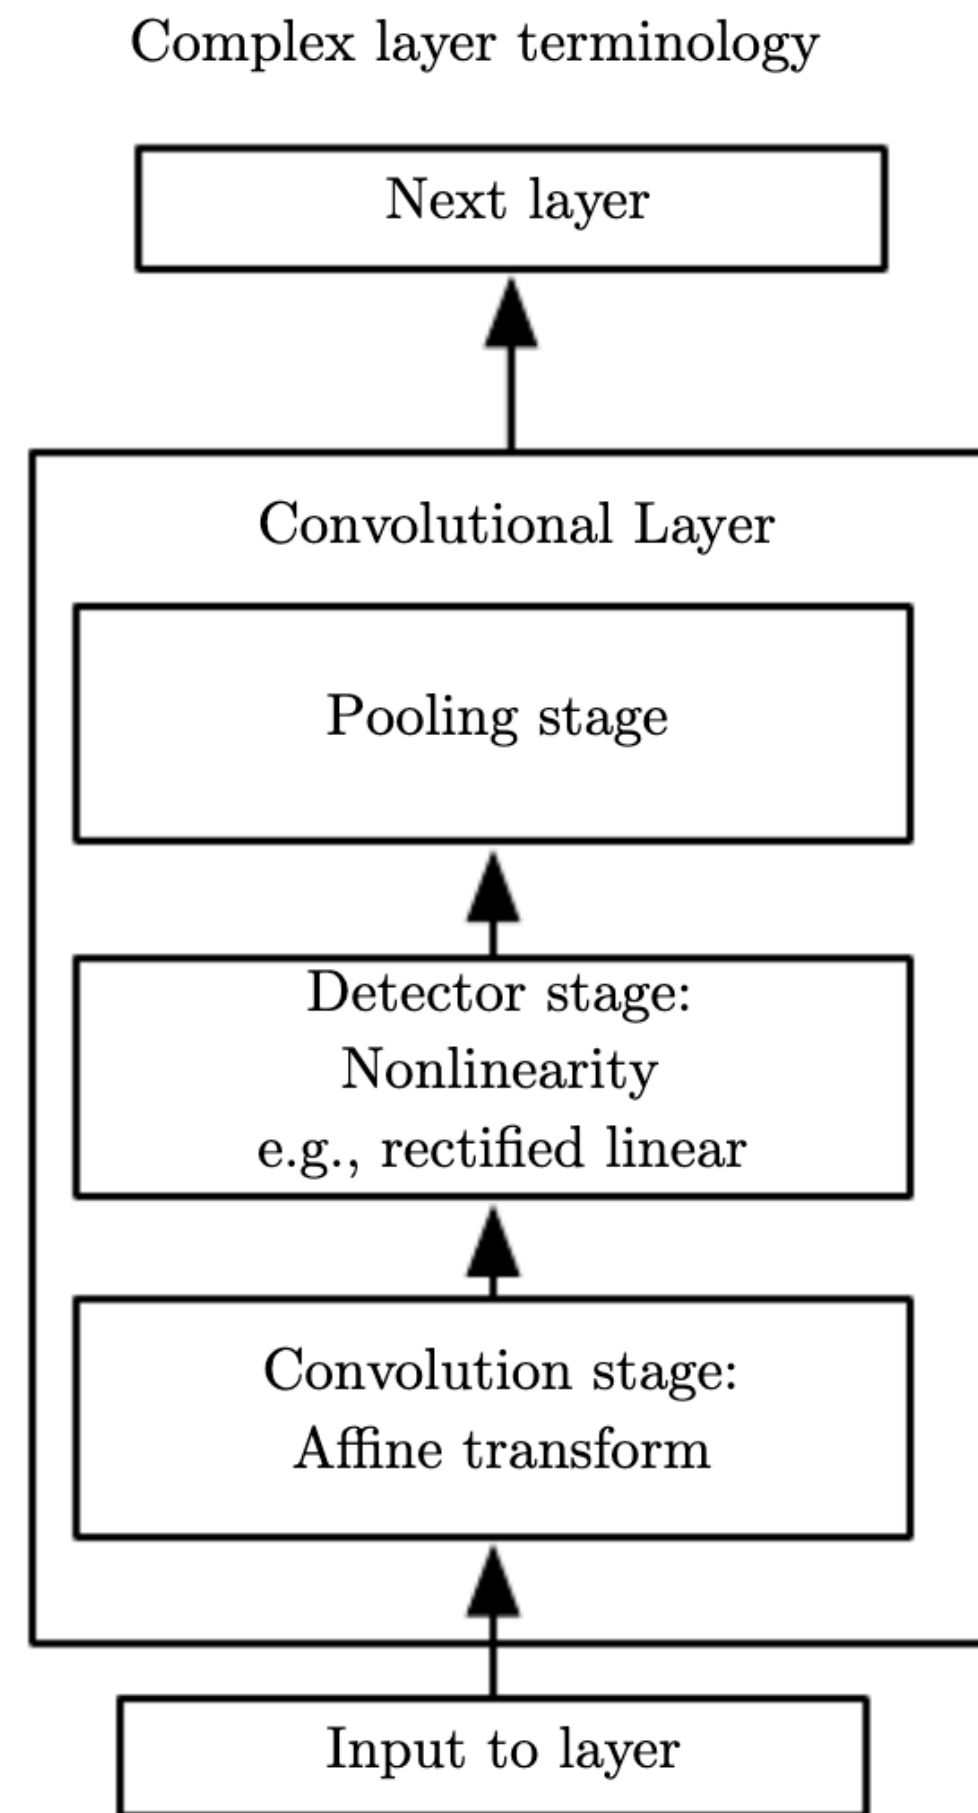 Complex layer terminology
Next layer
Convolutional Layer
Pooling stage
Detector stage:
Nonlinearity
e.g., rectified linear
Convolution stage:
Affine transform
Input to layer